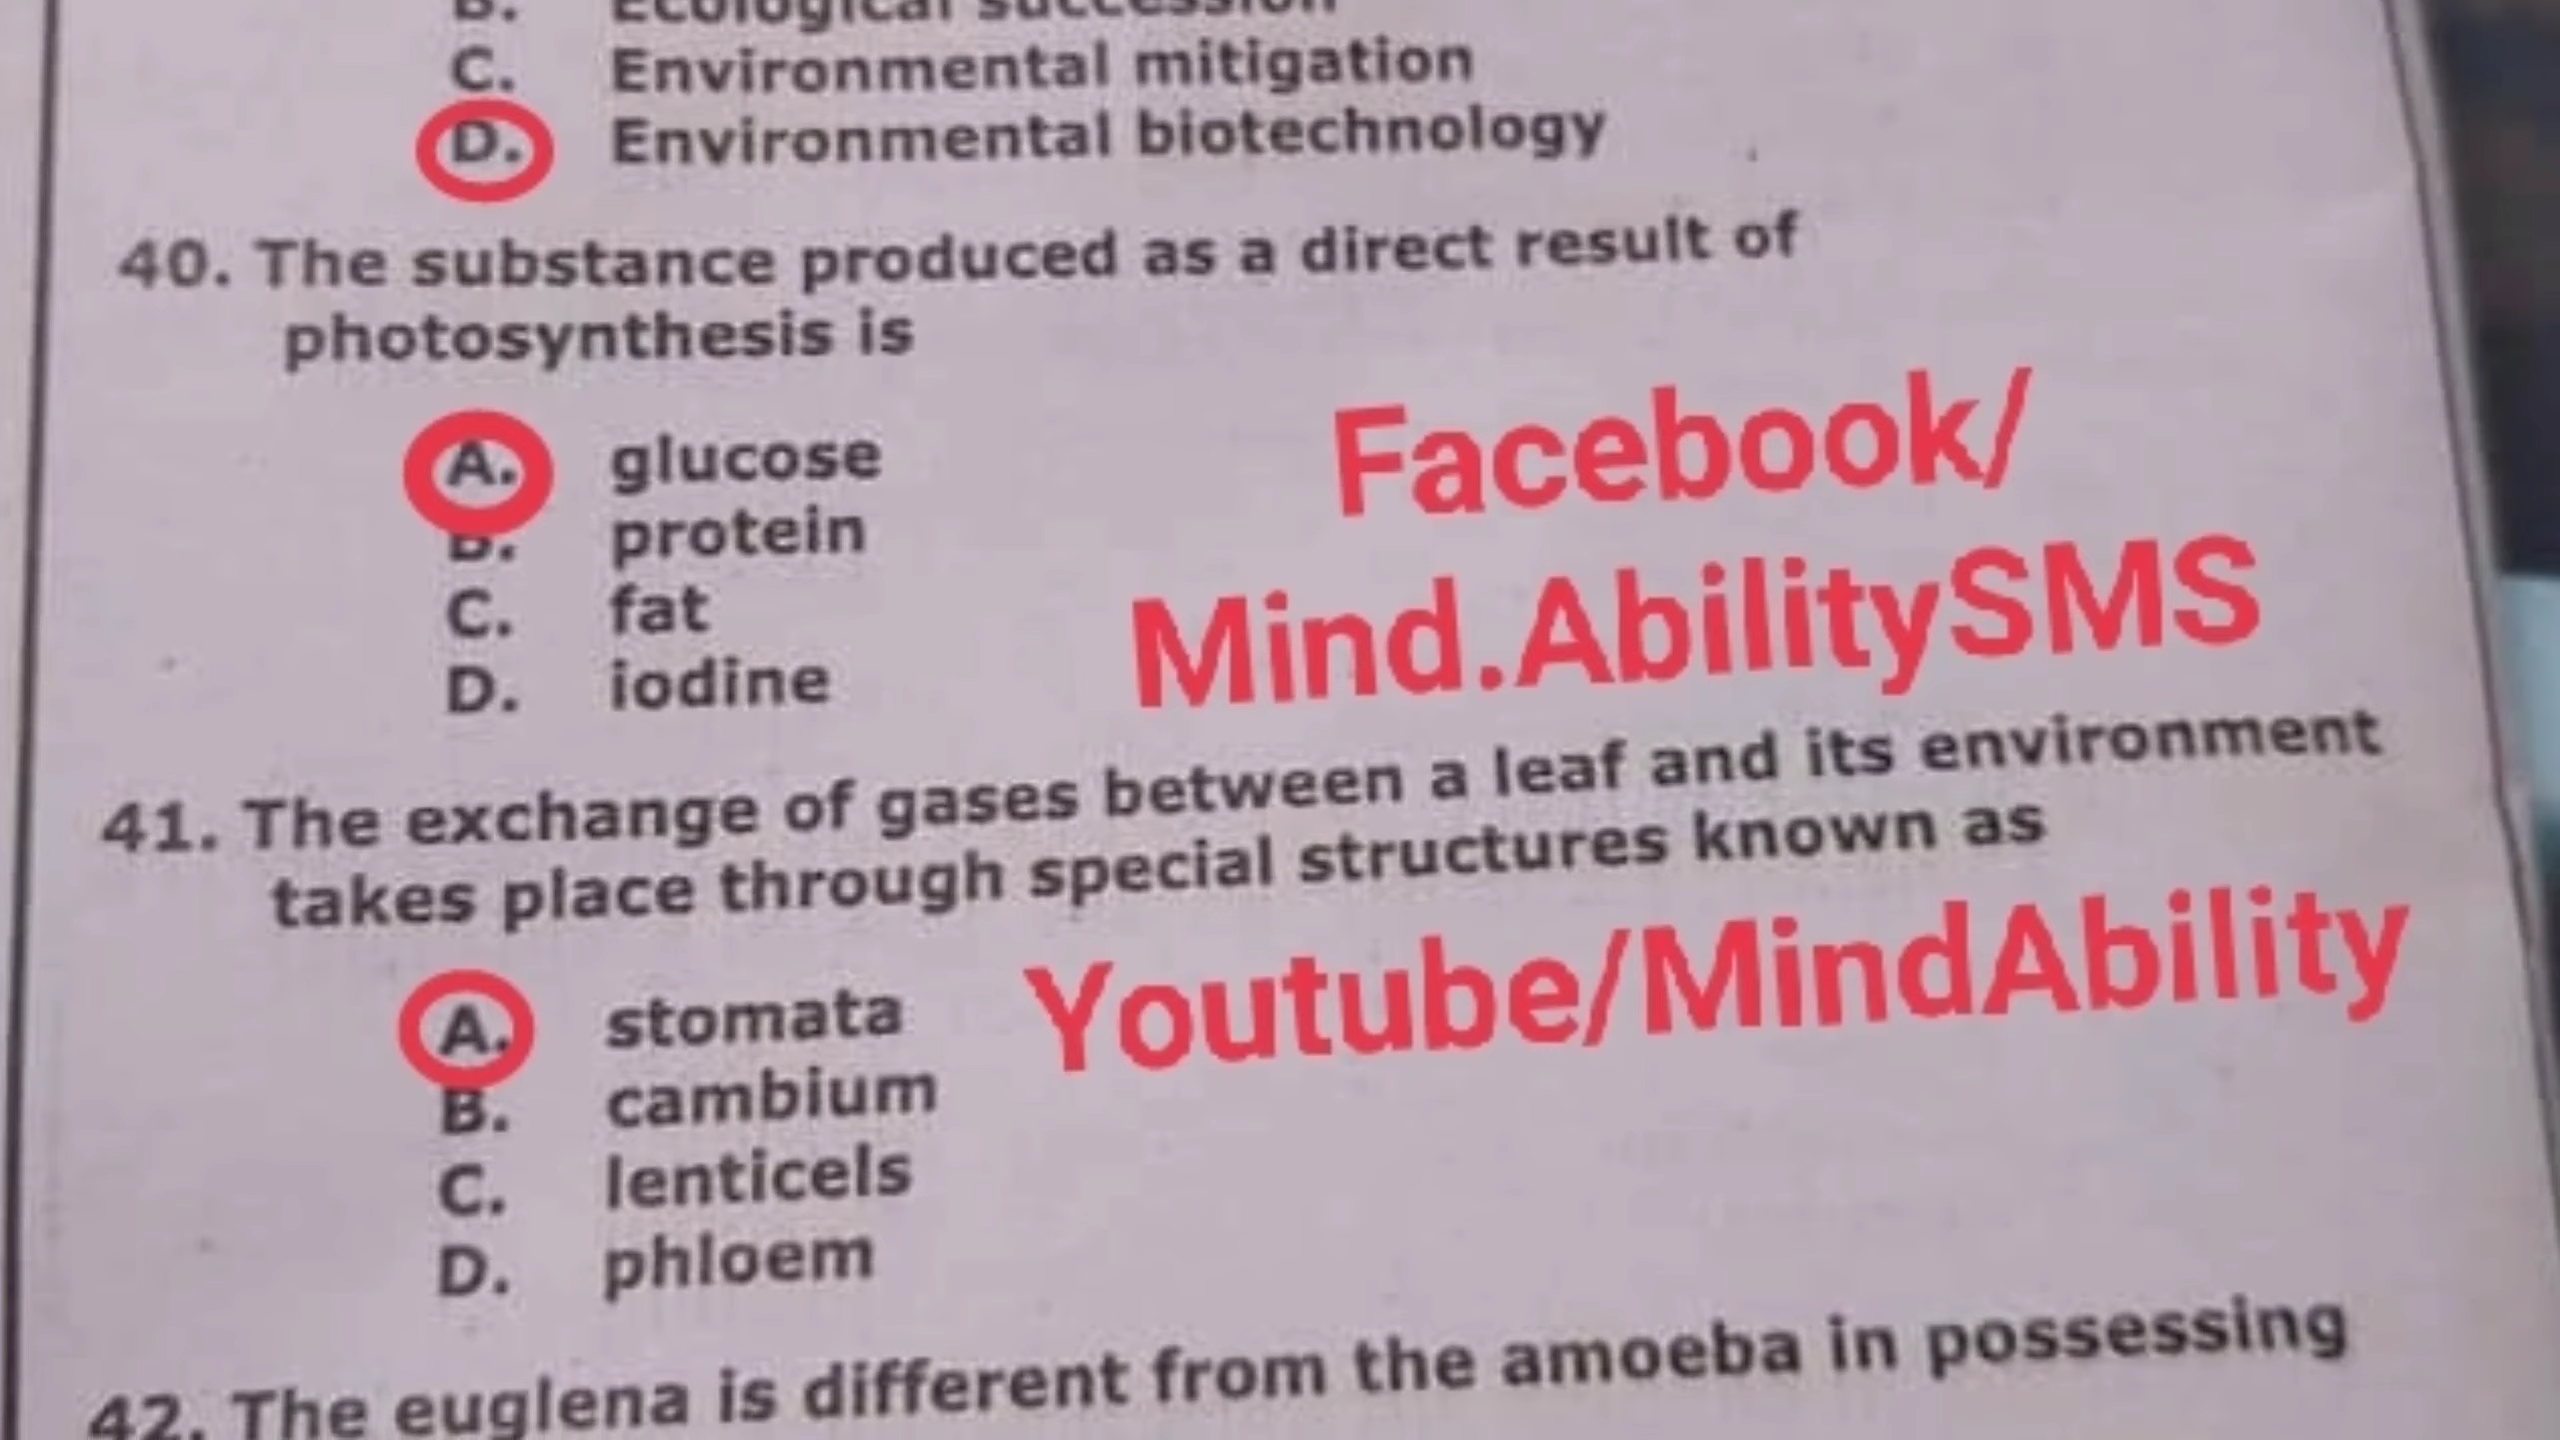 B. Ecological succession
C. Environmental mitigation
D. Environmental biotechnology
40. The substance produced as a direct result of
photosynthesis is
A. glucose
B. protein
C. fat
D. iodine
Facebook/
Mind.AbilitySMS
41. The exchange of gases between a leaf and its environment
takes place through special structures known as
Youtube/MindAbility
A. stomata
B. cambium
C. lenticels
D. phloem
42. The euglena is different from the amoeba in possessing